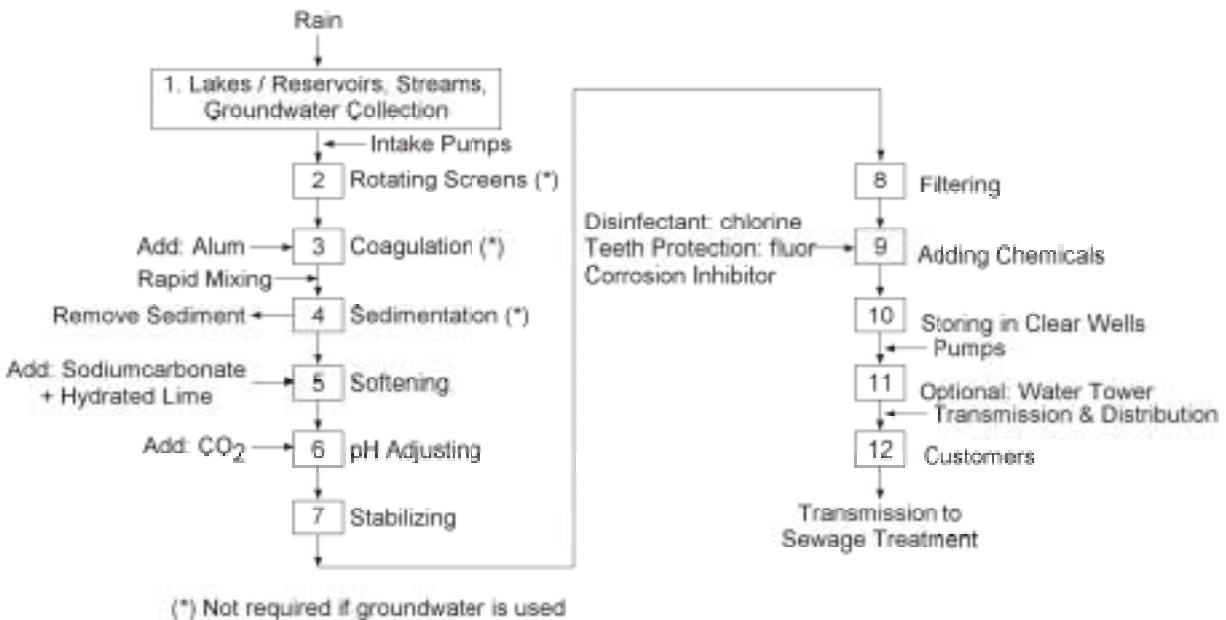 Rain
1. Lakes / Reservoirs, Streams,
Groundwater Collection
Intake Pumps
2 Rotating Screens (*)
Add: Alum 3 Coagulation (*)
Rapid Mixing
Remove Sediment 4 Sedimentation (*)
Add: Sodiumcarbonate
+ Hydrated Lime
5 Softening
Add: CO2 6 pH Adjusting
7 Stabilizing
8 Filtering
Disinfectant: chlorine
Teeth Protection: fluor
Corrosion Inhibitor
9 Adding Chemicals
10 Storing in Clear Wells
Pumps
11 Optional: Water Tower
Transmission & Distribution
12 Customers
Transmission to
Sewage Treatment
(*) Not required if groundwater is used